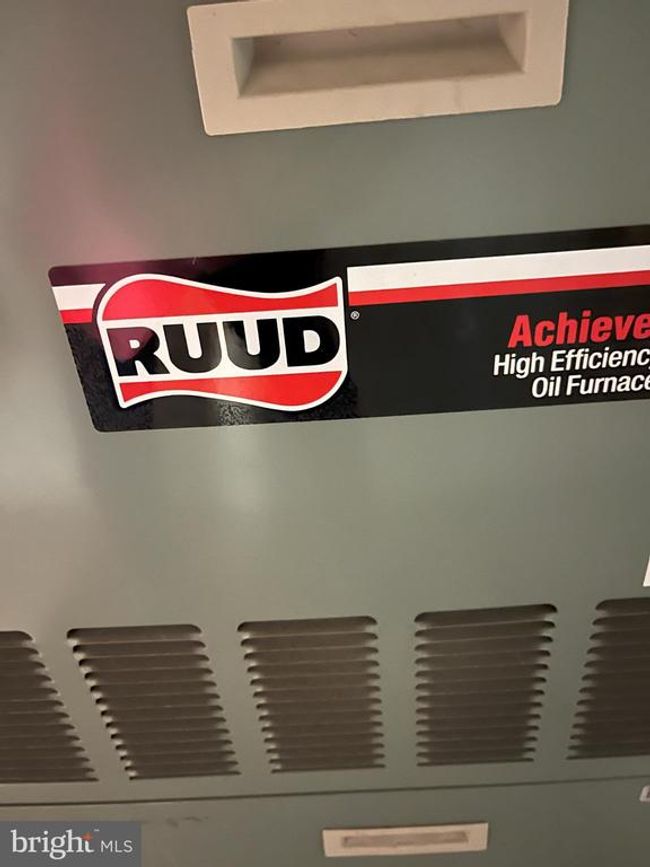 RUUD®
Achieve
High Efficiency
Oil Furnace
bright MLS